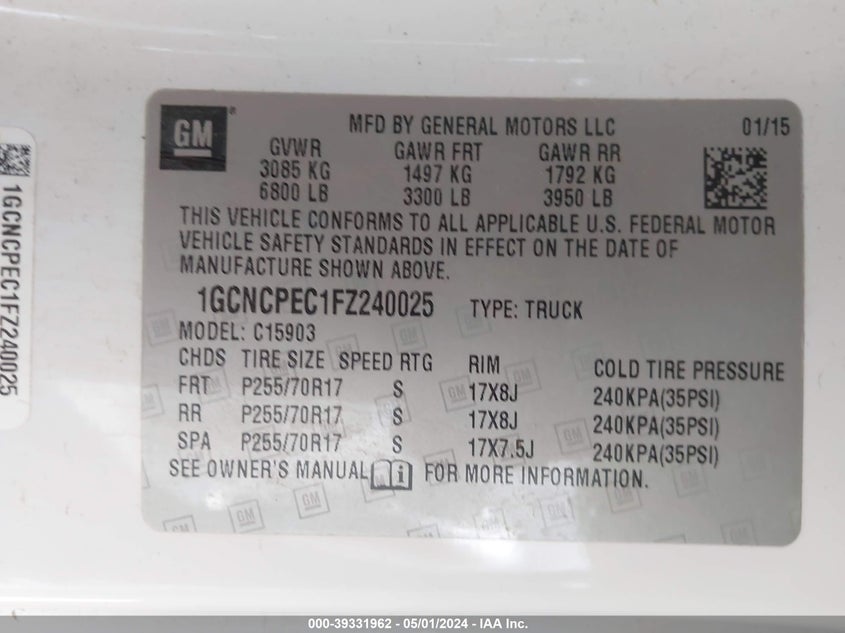 GM®
MFD BY GENERAL MOTORS LLC 01/15
GVWR GAWR FRT GAWR RR
3085 KG 1497 KG 1792 KG
6800 LB 3300 LB 3950 LB
THIS VEHICLE CONFORMS TO ALL APPLICABLE U.S. FEDERAL MOTOR
VEHICLE SAFETY STANDARDS IN EFFECT ON THE DATE OF
MANUFACTURE SHOWN ABOVE.
1GCNCPEC1FZ240025 TYPE: TRUCK
MODEL: C15903
CHDS TIRE SIZE SPEED RTG RIM COLD TIRE PRESSURE
FRT P255/70R17 S 17X8J 240KPA(35PSI)
RR P255/70R17 S 17X8J 240KPA(35PSI)
SPA P255/70R17 S 17X7.5J 240KPA(35PSI)
SEE OWNER'S MANUAL FOR MORE INFORMATION.
1GCNCPEC1FZ240025
000-39331962 - 05/01/2024 - IAA Inc.